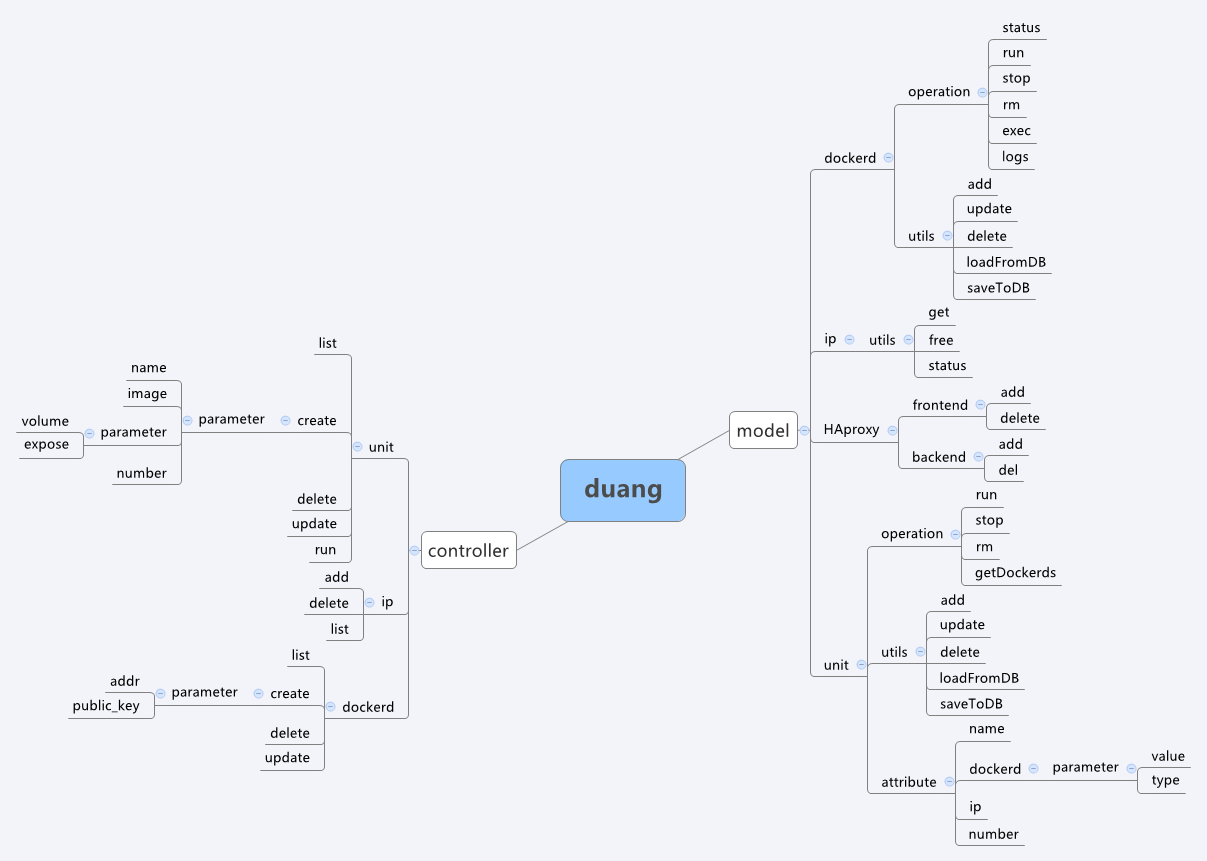 duang
model
dockerd
operation
status
run
stop
rm
exec
logs
utils
add
update
delete
loadFromDB
saveToDB
ip
utils
get
free
status
HAproxy
frontend
add
delete
backend
add
del
unit
operation
run
stop
rm
getDockerds
utils
add
update
delete
loadFromDB
saveToDB
attribute
name
dockerd
parameter
value
type
ip
number
controller
unit
list
create
parameter
name
image
parameter
volume
expose
number
delete
update
run
ip
add
delete
list
dockerd
list
create
parameter
addr
public_key
delete
update